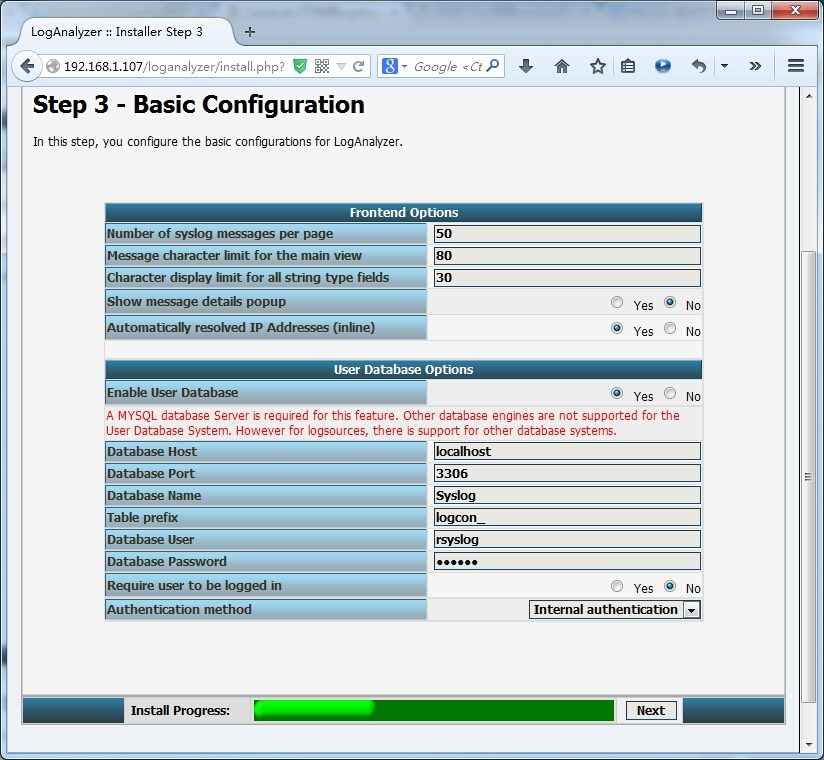 LogAnalyzer :: Installer Step 3
192.168.1.107/loganalyzer/install.php?
Google <Ct
Step 3 - Basic Configuration
In this step, you configure the basic configurations for LogAnalyzer.
Frontend Options
Number of syslog messages per page 50
Message character limit for the main view 80
Character display limit for all string type fields 30
Show message details popup Yes No
Automatically resolved IP Addresses (inline) Yes No
User Database Options
Enable User Database Yes No
A MYSQL database Server is required for this feature. Other database engines are not supported for the
User Database System. However for logsources, there is support for other database systems.
Database Host localhost
Database Port 3306
Database Name Syslog
Table prefix logcon_
Database User rsyslog
Database Password ••••••
Require user to be logged in Yes No
Authentication method Internal authentication
Install Progress: Next